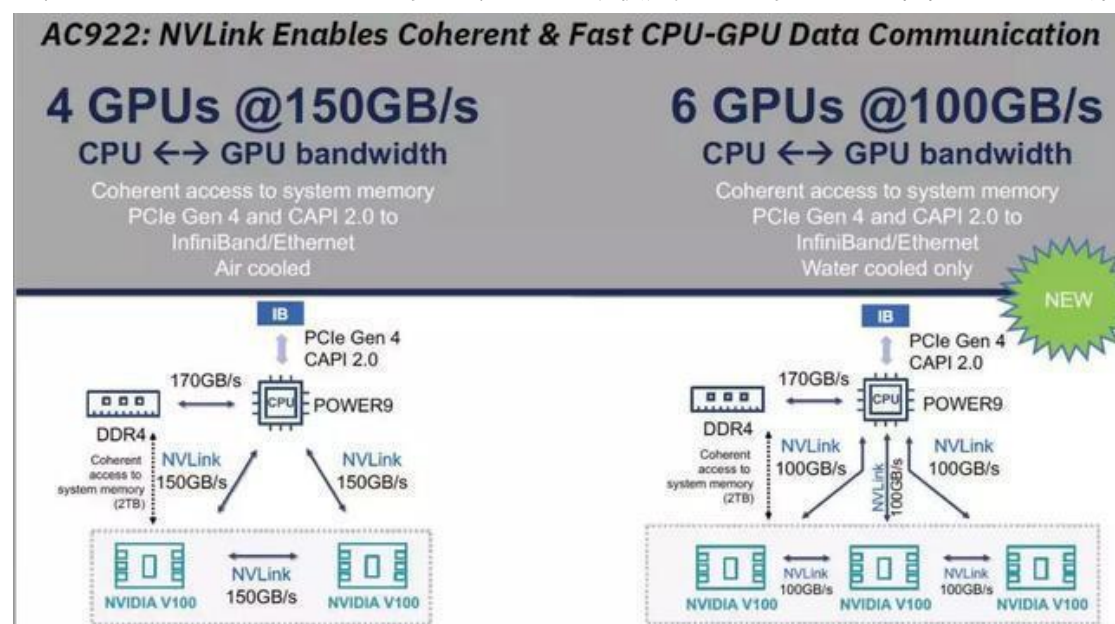 AC922: NVLink Enables Coherent & Fast CPU-GPU Data Communication
4 GPUs @150GB/s
CPU ←→ GPU bandwidth
Coherent access to system memory
PCIe Gen 4 and CAPI 2.0 to
InfiniBand/Ethernet
Air cooled
6 GPUs @100GB/s
CPU ←→ GPU bandwidth
Coherent access to system memory
PCIe Gen 4 and CAPI 2.0 to
InfiniBand/Ethernet
Water cooled only
NEW
IB
PCIe Gen 4
CAPI 2.0
170GB/s
CPU
POWER9
DDR4
Coherent
access to
system memory
(2TB)
NVLink
150GB/s
NVLink
150GB/s
NVLink
150GB/s
NVIDIA V100
NVIDIA V100
IB
PCIe Gen 4
CAPI 2.0
170GB/s
CPU
POWER9
DDR4
Coherent
access to
system memory
(2TB)
NVLink
100GB/s
NVLink
100GB/s
NVLink
100GB/s
NVLink
100GB/s
NVLink
100GB/s
NVIDIA V100
NVIDIA V100
NVIDIA V100